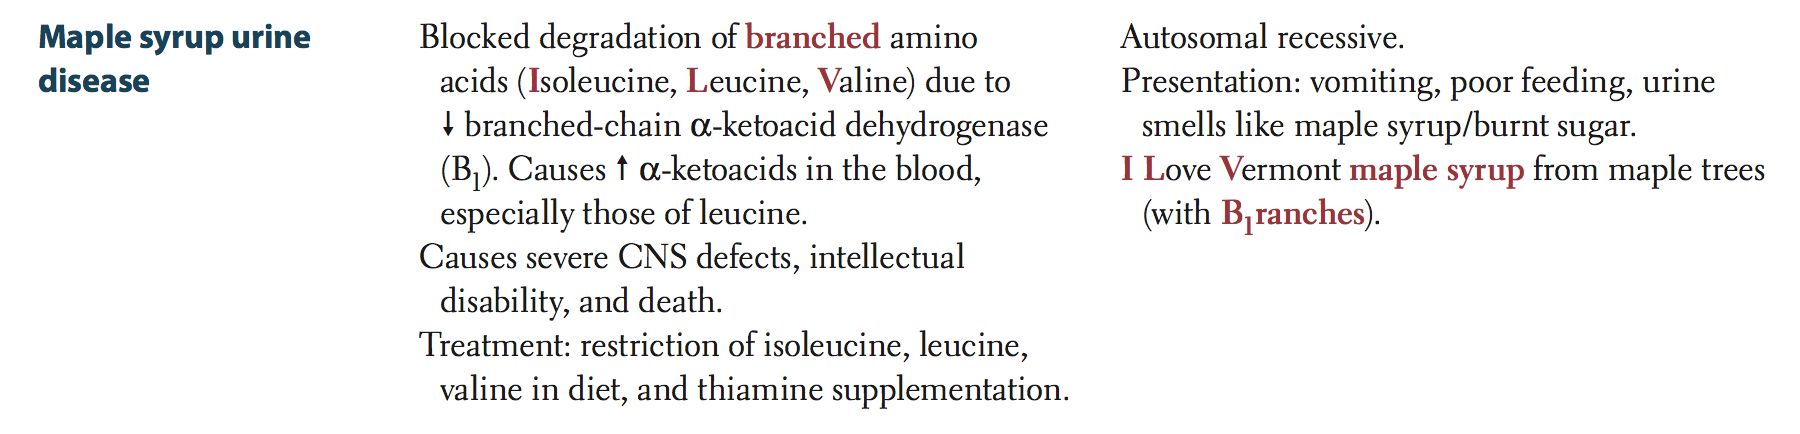 Maple syrup urine
disease
Blocked degradation of branched amino
acids (Isoleucine, Leucine, Valine) due to
↓ branched-chain α-ketoacid dehydrogenase
(B₁). Causes ↑ α-ketoacids in the blood,
especially those of leucine.
Causes severe CNS defects, intellectual
disability, and death.
Treatment: restriction of isoleucine, leucine,
valine in diet, and thiamine supplementation.
Autosomal recessive.
Presentation: vomiting, poor feeding, urine
smells like maple syrup/burnt sugar.
I Love Vermont maple syrup from maple trees
(with B₁ranches).